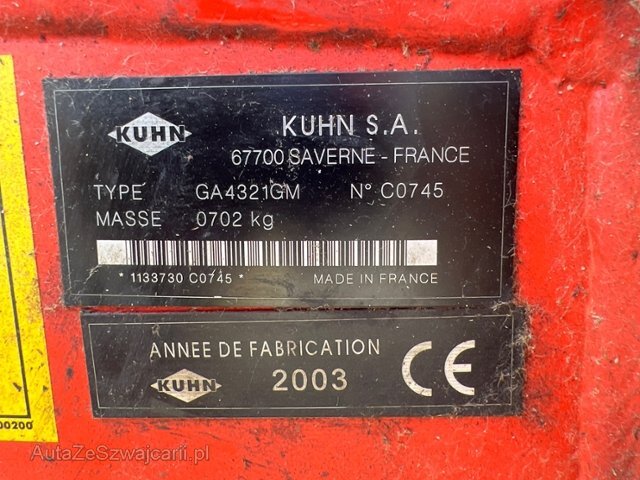 KUHN
KUHN S.A.
67700 SAVERNE - FRANCE
TYPE GA4321GM N° C0745
MASSE 0702 kg
* 1133730 C0745 * MADE IN FRANCE
ANNEE DE FABRICATION
KUHN 2003 CE
00200
AutaZeSzwajcarii.pl